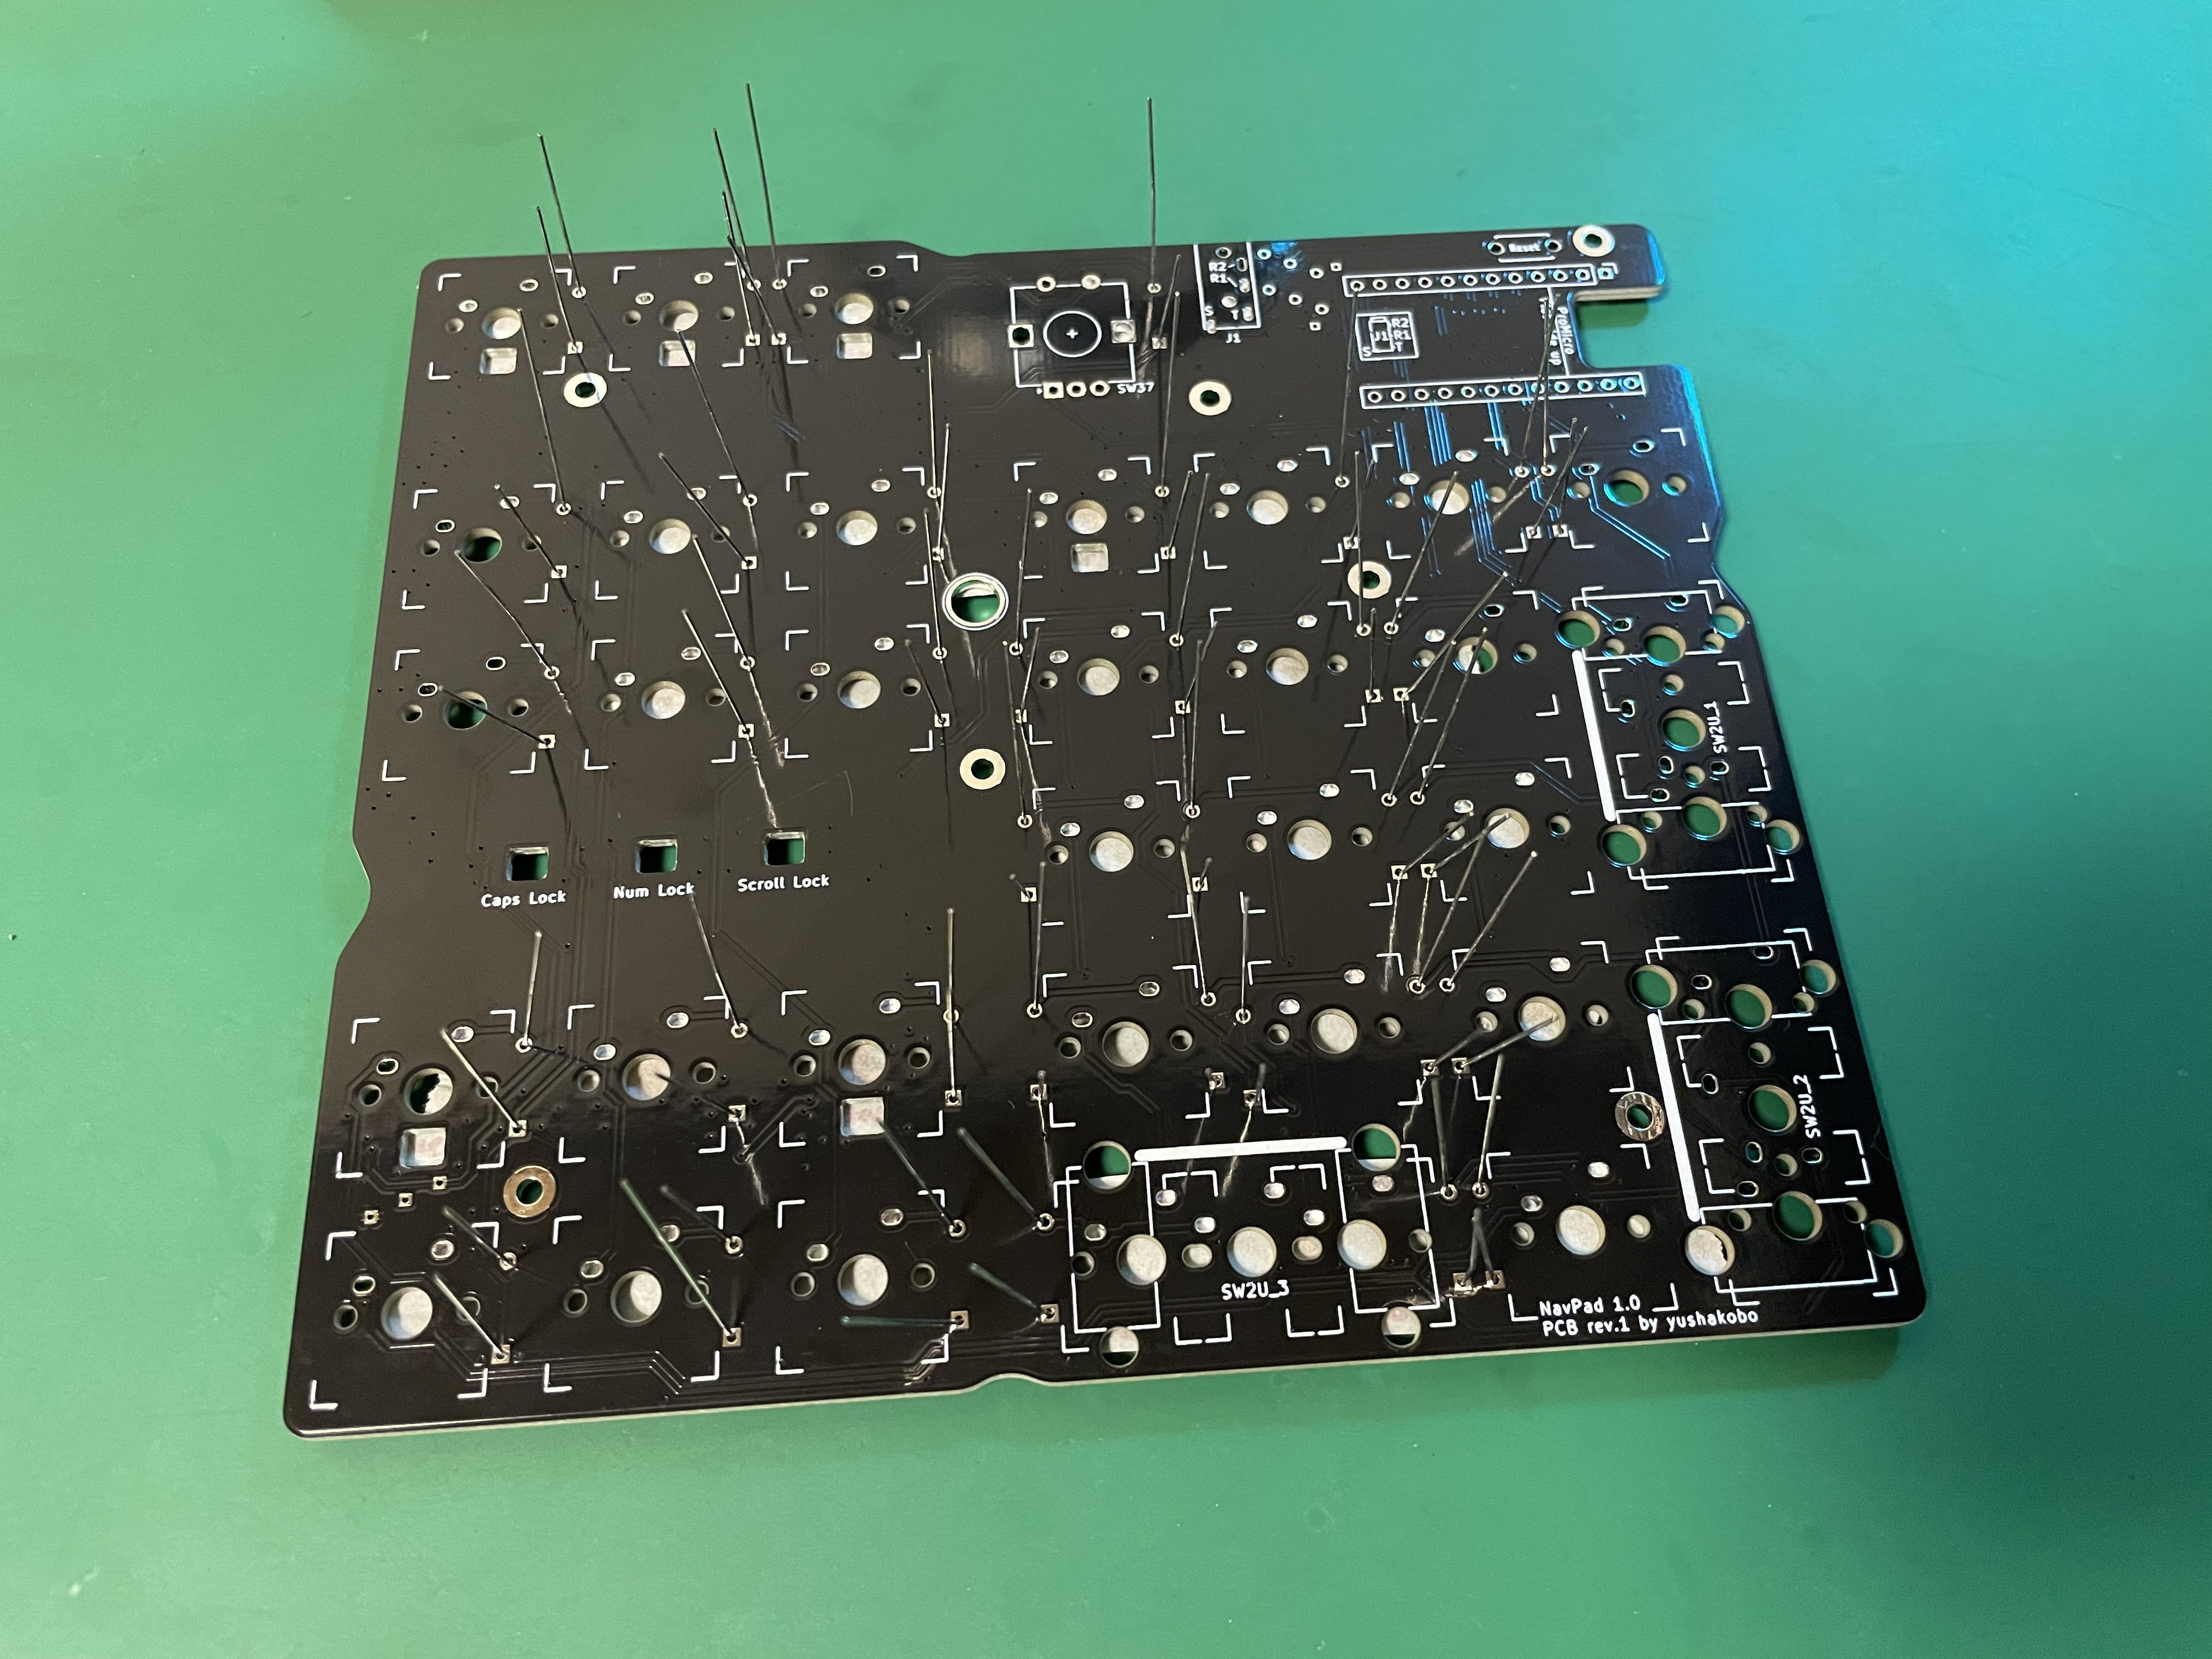 Reset
R2
R1
S
T
J1
J1
R2
R1
S
T
ProMicro
SW37
SW2U_1
Caps Lock
Num Lock
Scroll Lock
SW2U_2
SW2U_3
NavPad 1.0
PCB rev.1 by yushakobo